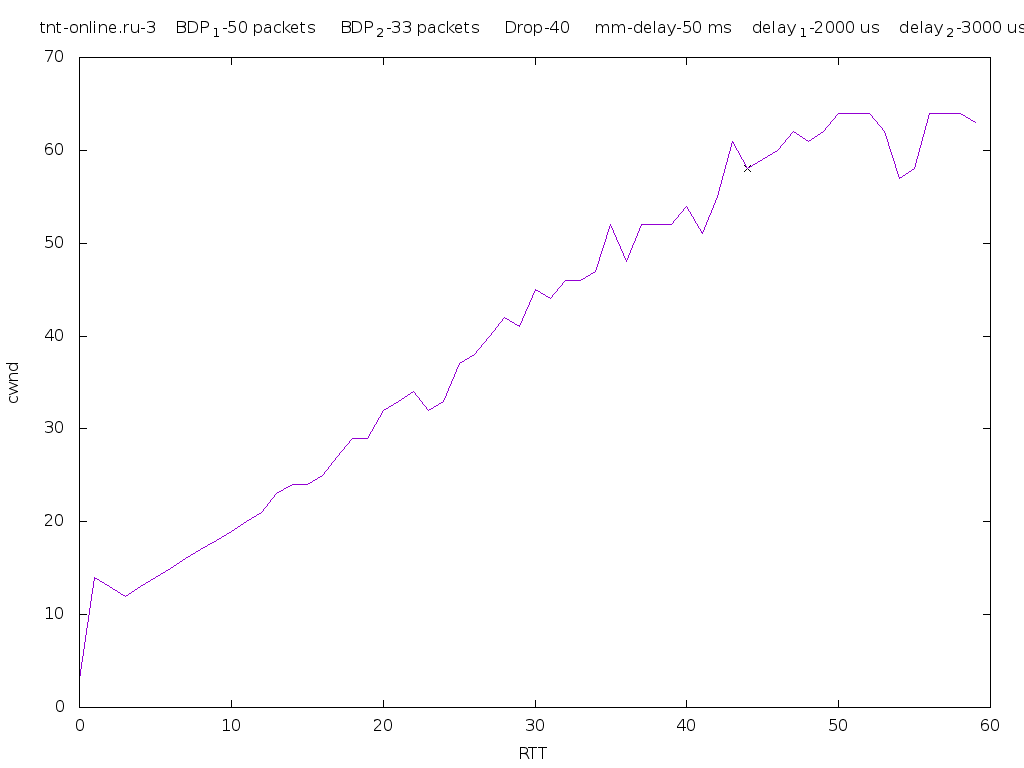 tnt-online.ru-3 BDP1-50 packets BDP2-33 packets Drop-40 mm-delay-50 ms delay1-2000 us delay2-3000 us
70
60
50
40
30
20
10
0
cwnd
0 10 20 30 40 50 60
RTT